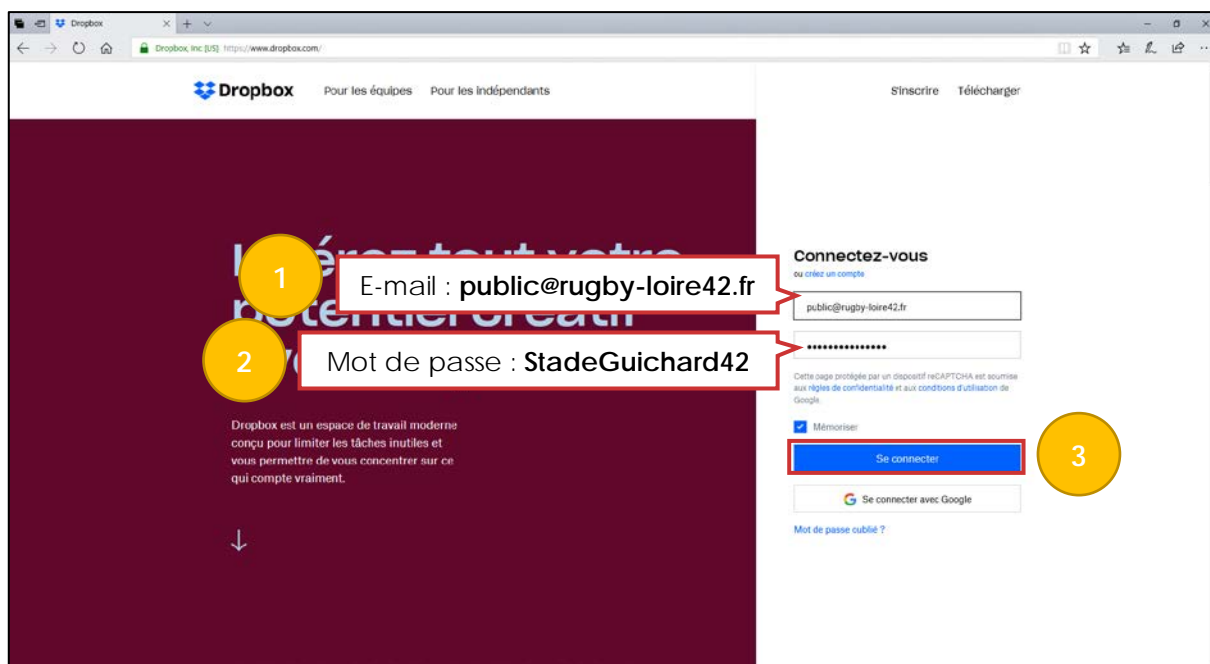 Dropbox
Dropbox, Inc [US] https://www.dropbox.com/
Dropbox
Pour les équipes
Pour les indépendants
S'inscrire
Télécharger
tout votre
potentiel créatif
1
E-mail : public@rugby-loire42.fr
2
Mot de passe : StadeGuichard42
Dropbox est un espace de travail moderne
conçu pour limiter les tâches inutiles et
vous permettre de vous concentrer sur ce
qui compte vraiment.
Connectez-vous
ou créez un compte
public@rugby-loire42.fr
•••••••••••••••
Cette page protégée par un dispositif reCAPTCHA est soumise
aux règles de confidentialité et aux conditions d'utilisation de
Google.
Mémoriser
Se connecter
3
G Se connecter avec Google
Mot de passe oublié ?